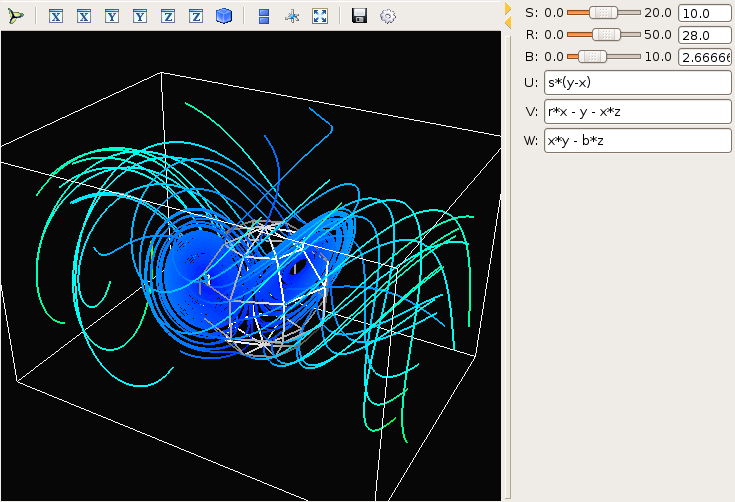 X X Y Y Z Z
S: 0.0 20.0 10.0
R: 0.0 50.0 28.0
B: 0.0 10.0 2.66666
U: s*(y-x)
V: r*x - y - x*z
W: x*y - b*z